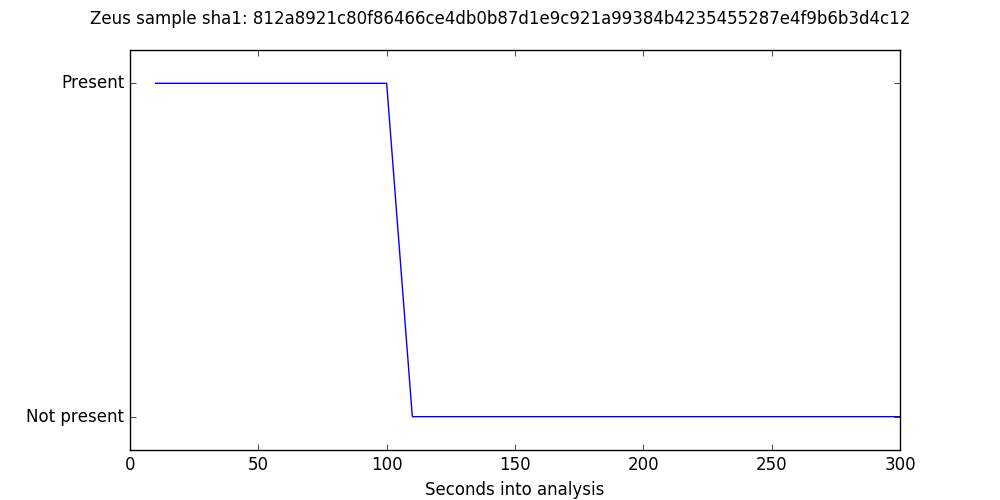 Zeus sample sha1: 812a8921c80f86466ce4db0b87d1e9c921a99384b4235455287e4f9b6b3d4c12
Present
Not present
0 50 100 150 200 250 300
Seconds into analysis